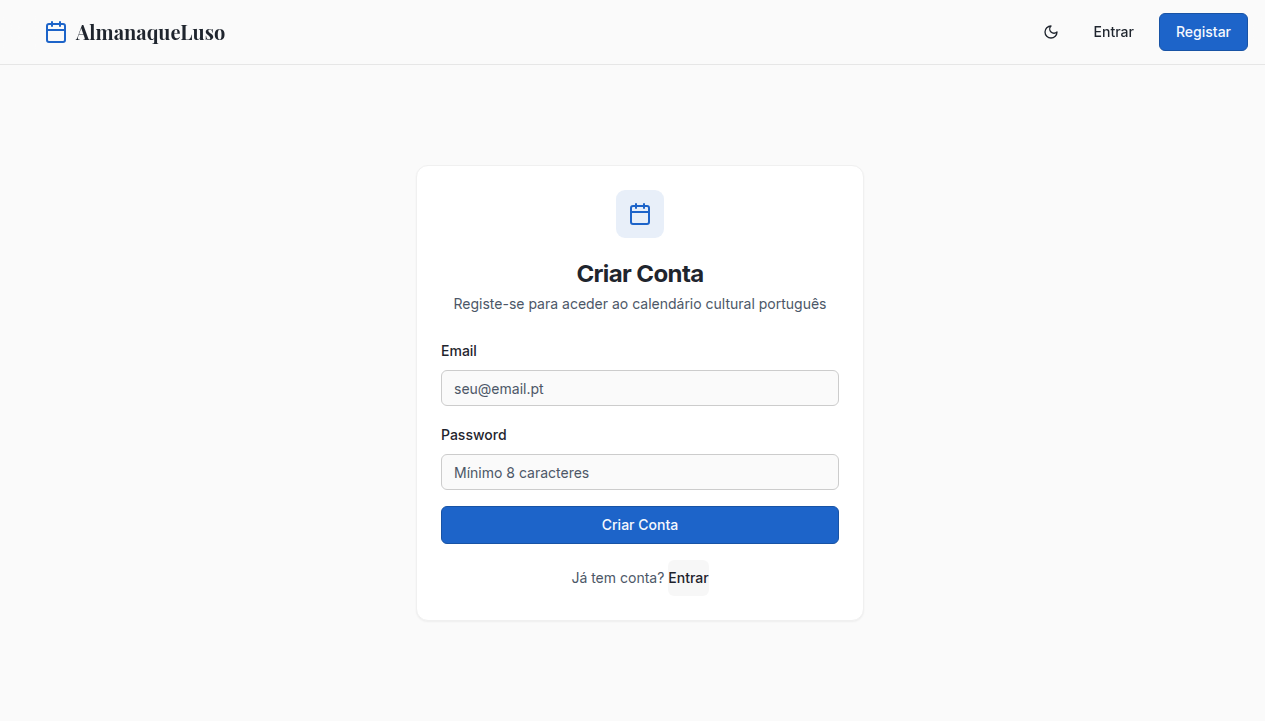 AlmanaqueLuso
Entrar
Registar
Criar Conta
Registe-se para aceder ao calendário cultural português
Email
seu@email.pt
Password
Mínimo 8 caracteres
Criar Conta
Já tem conta? Entrar